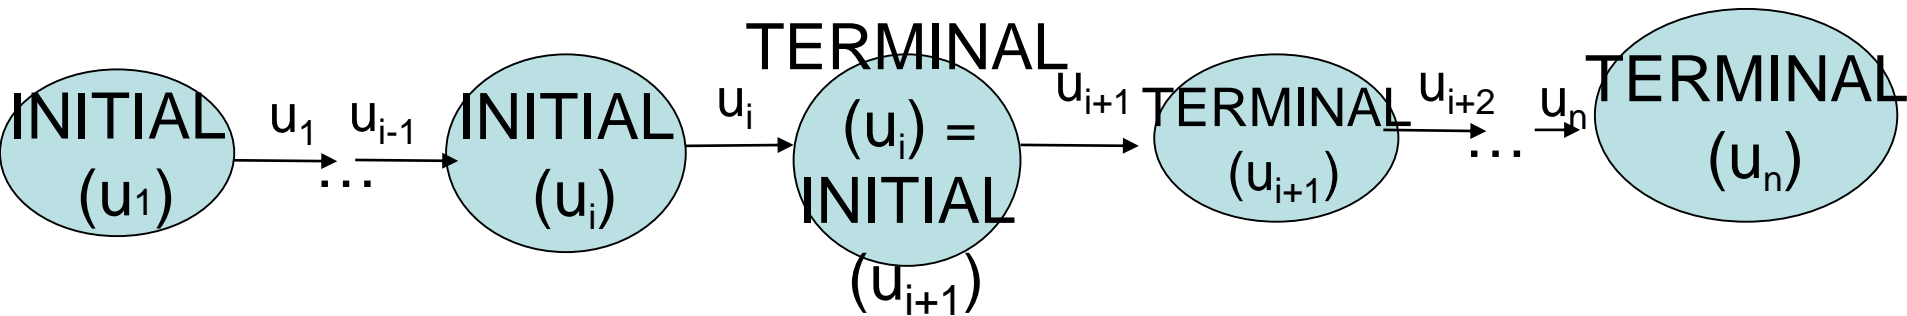 INITIAL
(u1)
u1
…
ui-1
INITIAL
(ui)
ui
TERMINAL
(ui) =
INITIAL
(ui+1)
ui+1
TERMINAL
(ui+1)
ui+2
…
un
TERMINAL
(un)